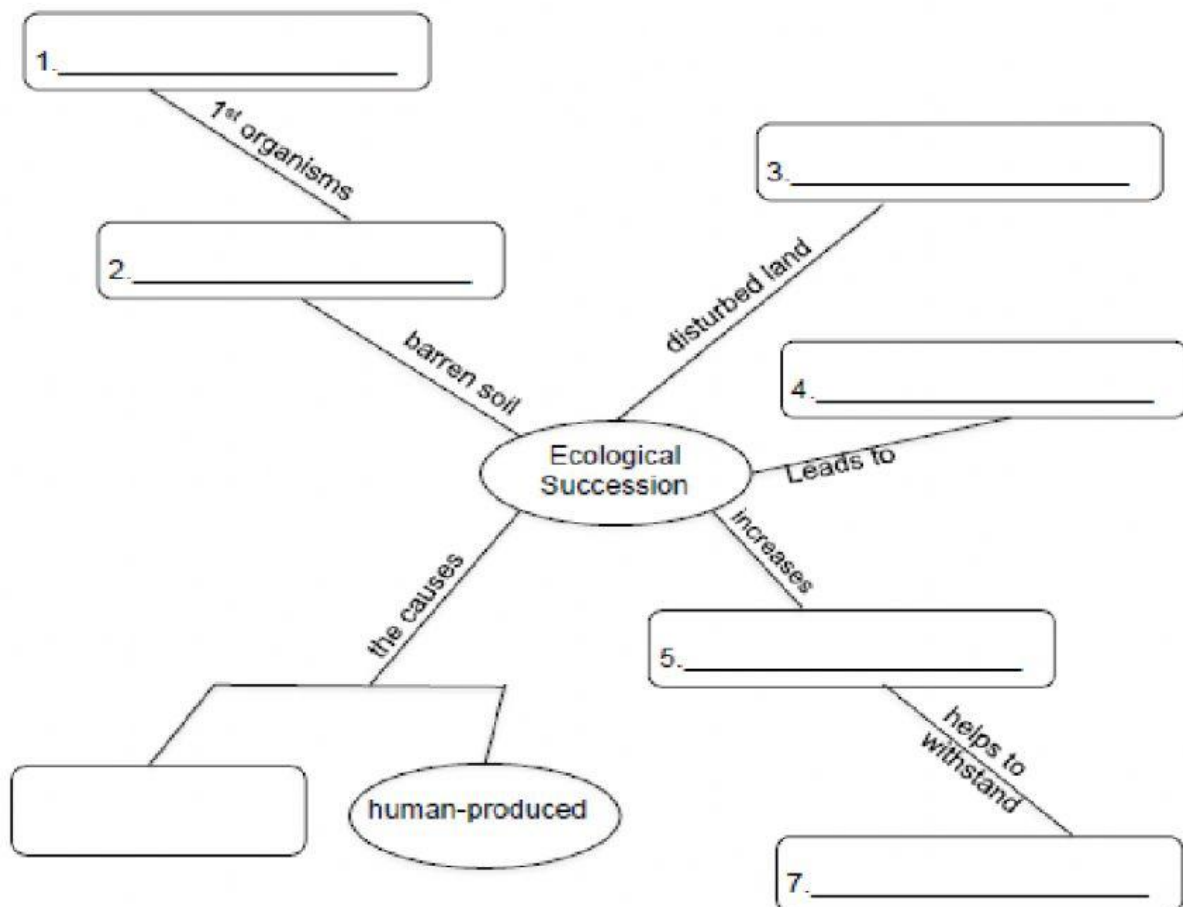 1.
1st organisms
2.
barren soil
3.
disturbed land
4.
Leads to
Ecological
Succession
increases
5.
the causes
helps to
withstand
human-produced
7.